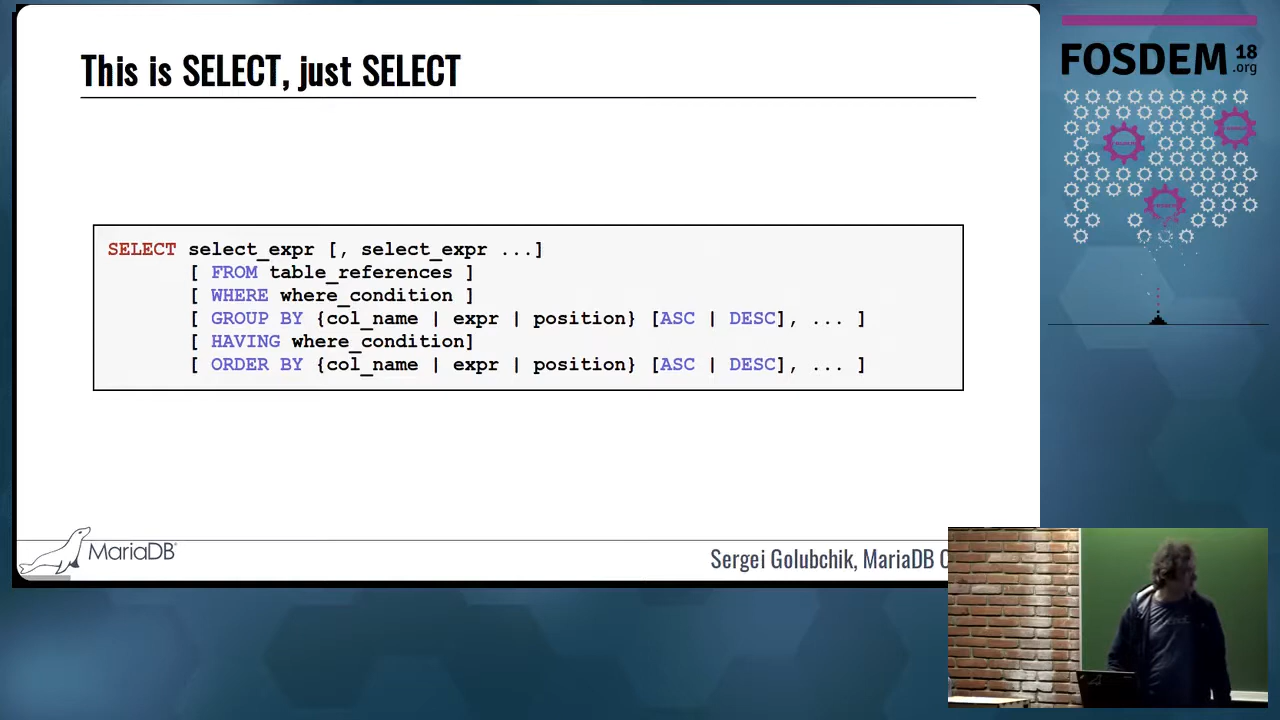 This is SELECT, just SELECT
FOSDEM 18
.org
SELECT select_expr [, select_expr ...]
[ FROM table_references ]
[ WHERE where_condition ]
[ GROUP BY {col_name | expr | position} [ASC | DESC], ... ]
[ HAVING where_condition]
[ ORDER BY {col_name | expr | position} [ASC | DESC], ... ]
MariaDB
Sergei Golubchik, MariaDB